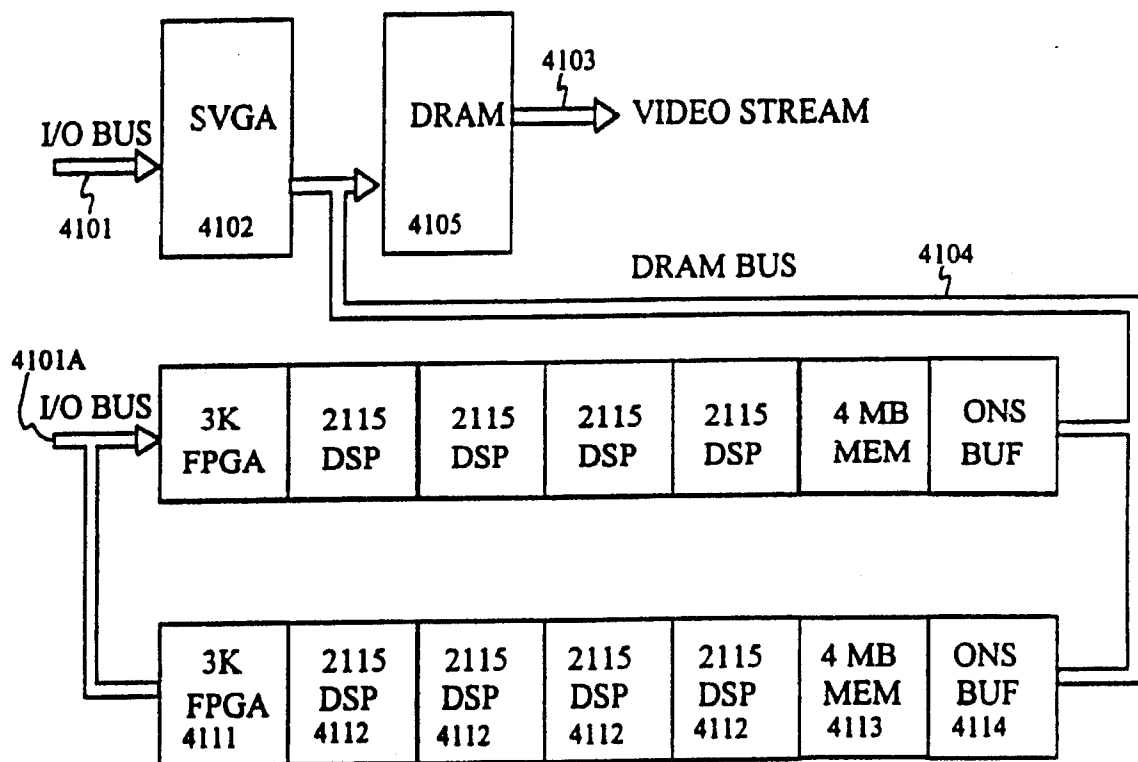 4103
SVGA
DRAM
VIDEO STREAM
I/O BUS
4101
4102
4105
DRAM BUS
4104
4101A
I/O BUS
3K
FPGA
2115
DSP
2115
DSP
2115
DSP
2115
DSP
4 MB
MEM
ONS
BUF
3K
FPGA
4111
2115
DSP
4112
2115
DSP
4112
2115
DSP
4112
2115
DSP
4112
4 MB
MEM
4113
ONS
BUF
4114